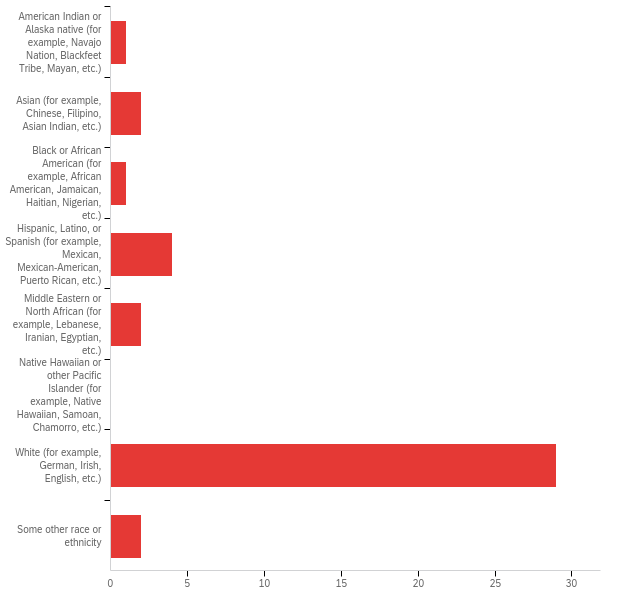 American Indian or
Alaska native (for
example, Navajo
Nation, Blackfeet
Tribe, Mayan, etc.)
Asian (for example,
Chinese, Filipino,
Asian Indian, etc.)
Black or African
American (for
example, African
American, Jamaican,
Haitian, Nigerian,
etc.)
Hispanic, Latino, or
Spanish (for example,
Mexican,
Mexican-American,
Puerto Rican, etc.)
Middle Eastern or
North African (for
example, Lebanese,
Iranian, Egyptian,
etc.)
Native Hawaiian or
other Pacific
Islander (for
example, Native
Hawaiian, Samoan,
Chamorro, etc.)
White (for example,
German, Irish,
English, etc.)
Some other race or
ethnicity
0 5 10 15 20 25 30